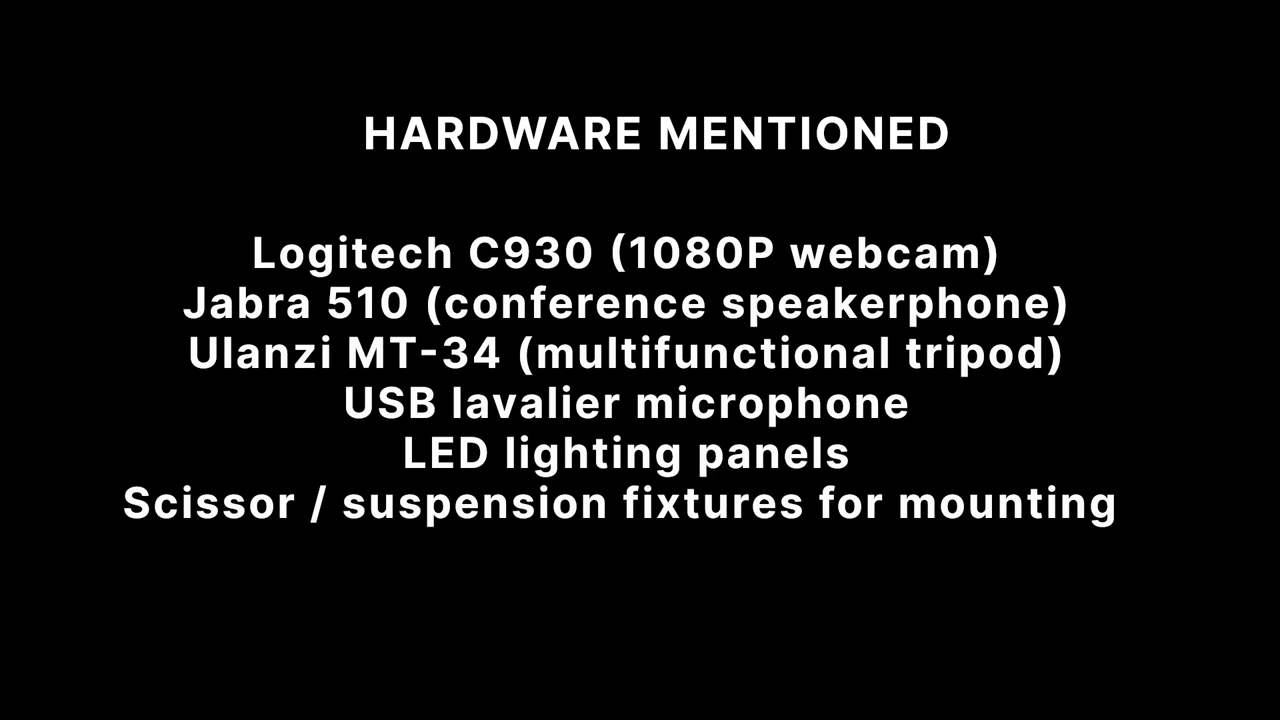 HARDWARE MENTIONED
Logitech C930 (1080P webcam)
Jabra 510 (conference speakerphone)
Ulanzi MT-34 (multifunctional tripod)
USB lavalier microphone
LED lighting panels
Scissor / suspension fixtures for mounting